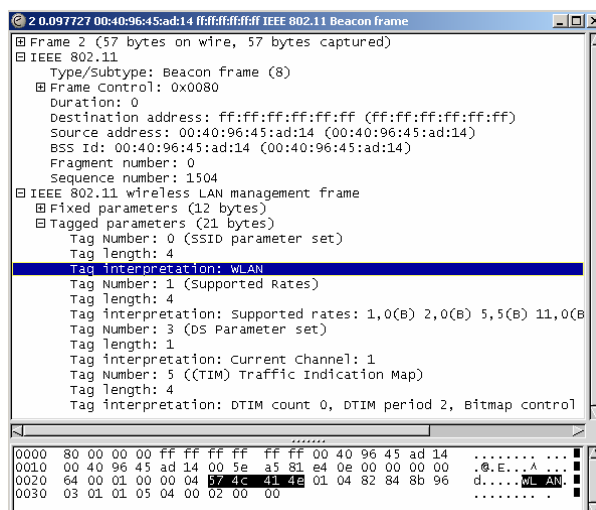 2 0.097727 00:40:96:45:ad:14 ff:ff:ff:ff:ff:ff IEEE 802.11 Beacon frame
Frame 2 (57 bytes on wire, 57 bytes captured)
IEEE 802.11
Type/Subtype: Beacon frame (8)
Frame Control: 0x0080
Duration: 0
Destination address: ff:ff:ff:ff:ff:ff (ff:ff:ff:ff:ff:ff)
Source address: 00:40:96:45:ad:14 (00:40:96:45:ad:14)
BSS Id: 00:40:96:45:ad:14 (00:40:96:45:ad:14)
Fragment number: 0
Sequence number: 1504
IEEE 802.11 wireless LAN management frame
Fixed parameters (12 bytes)
Tagged parameters (21 bytes)
Tag Number: 0 (SSID parameter set)
Tag length: 4
Tag interpretation: WLAN
Tag Number: 1 (Supported Rates)
Tag length: 4
Tag interpretation: Supported rates: 1,0(B) 2,0(B) 5,5(B) 11,0(B
Tag Number: 3 (DS Parameter set)
Tag length: 1
Tag interpretation: Current Channel: 1
Tag Number: 5 ((TIM) Traffic Indication Map)
Tag length: 4
Tag interpretation: DTIM count 0, DTIM period 2, Bitmap control
0000 80 00 00 00 ff ff ff ff ff ff 00 40 96 45 ad 14 ........ ...
0010 00 40 96 45 ad 14 00 5e a5 81 e4 0e 00 00 00 00 .@.E...^ ...
0020 64 00 01 00 00 04 57 4c 41 4e 01 04 82 84 8b 96 d.....WL AN.
0030 03 01 01 05 04 00 02 00 00 ........ .